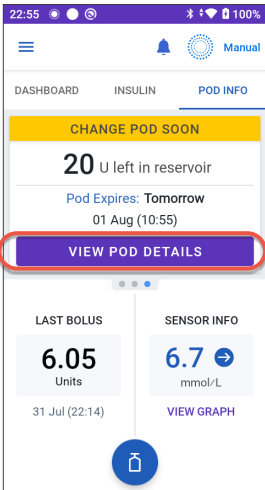 22:55 100%
Manual
DASHBOARD INSULIN POD INFO
CHANGE POD SOON
20 U left in reservoir
Pod Expires: Tomorrow
01 Aug (10:55)
VIEW POD DETAILS
LAST BOLUS SENSOR INFO
6.05 6.7
Units mmol/L
31 Jul (22:14) VIEW GRAPH